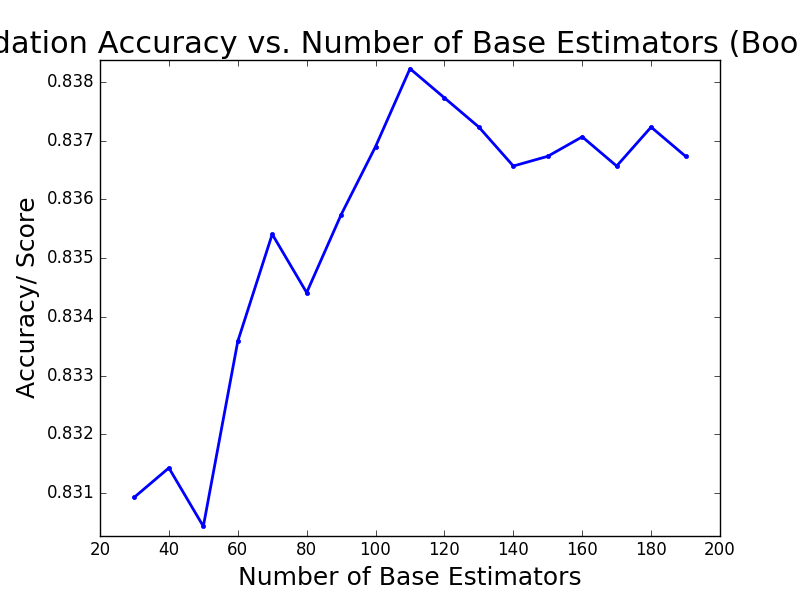 dation Accuracy vs. Number of Base Estimators (Boo
0.838
0.837
0.836
0.835
0.834
0.833
0.832
0.831
Accuracy/ Score
20 40 60 80 100 120 140 160 180 200
Number of Base Estimators